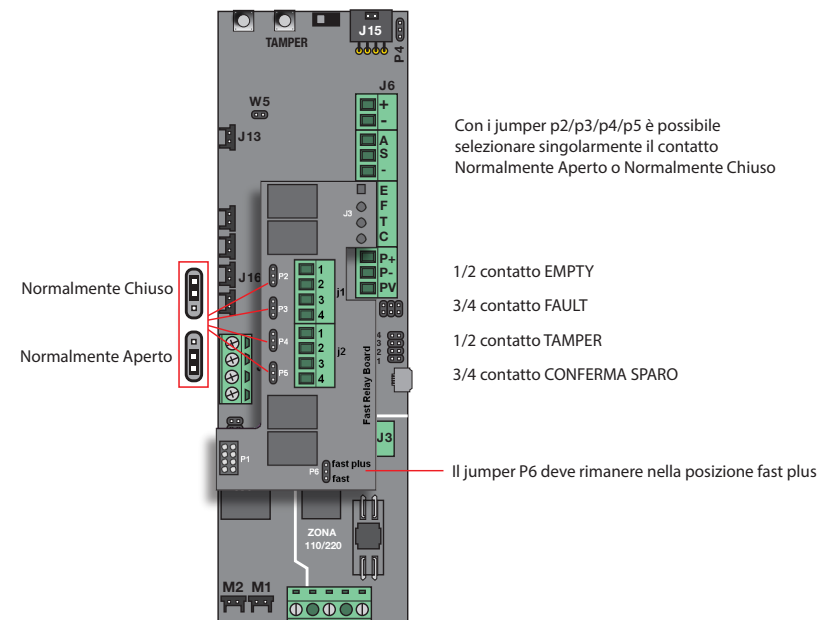 TAMPER
J15
P4
J6
W5
+
-
J13
A
S
-
Con i jumper p2/p3/p4/p5 è possibile
selezionare singolarmente il contatto
Normalmente Aperto o Normalmente Chiuso
E
F
T
C
J3
J16
P2
1
2
3
4
j1
P+
P-
PV
1/2 contatto EMPTY
Normalmente Chiuso
P3
3/4 contatto FAULT
P4
1
2
3
4
j2
4
3
2
1
1/2 contatto TAMPER
Normalmente Aperto
P5
3/4 contatto CONFERMA SPARO
Fast Relay Board
J3
P1
P6
fast plus
fast
Il jumper P6 deve rimanere nella posizione fast plus
ZONA
110/220
M2 M1